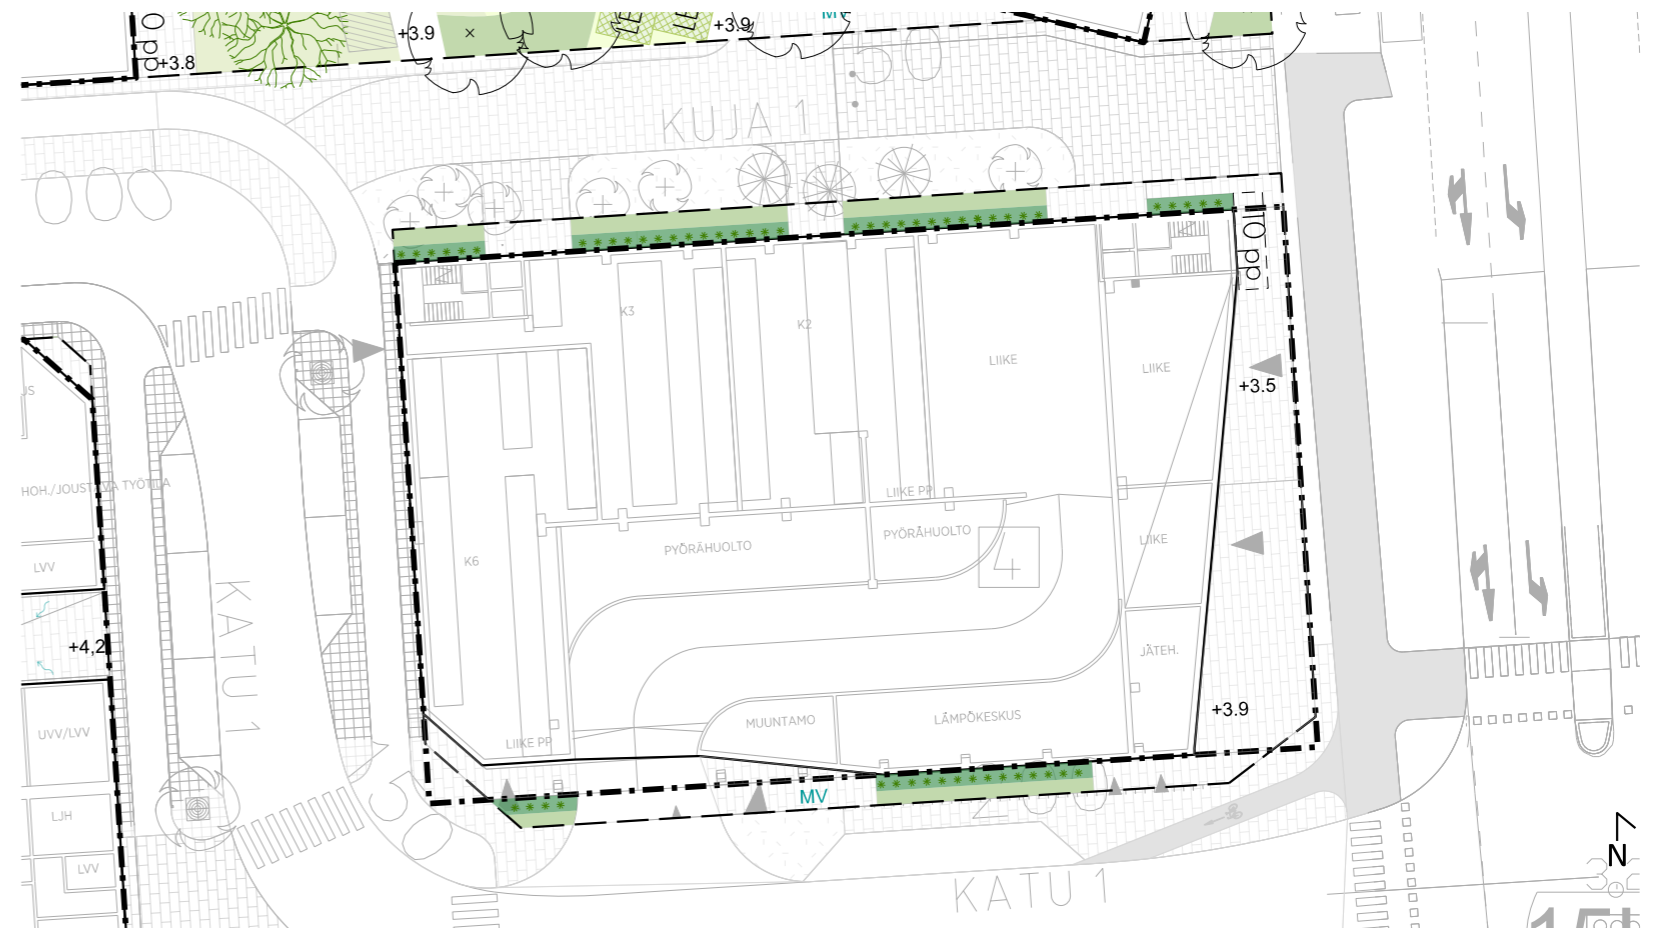 +3.9
+3.9
MV
+3.8
KUJA 1
K3
K2
LIIKE
LIIKE
+3.5
LIIKE PP
HOH./JOUSTAVA TYÖTILA
PYÖRÄHUOLTO
PYÖRÄHUOLTO
4
LIIKE
K6
LVV
KATU 1
+4,2
JÄTEH.
+3.9
MUUNTAMO
LÄMPÖKESKUS
UVV/LVV
LIIKE PP
MV
LJH
LVV
KATU 1
N